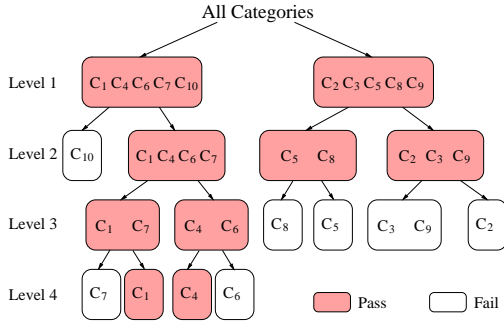 All Categories
Level 1
C₁ C₄ C₆ C₇ C₁₀
C₂ C₃ C₅ C₈ C₉
Level 2
C₁₀
C₁ C₄ C₆ C₇
C₅ C₈
C₂ C₃ C₉
Level 3
C₁ C₇
C₄ C₆
C₈
C₅
C₃ C₉
C₂
Level 4
C₇
C₁
C₄
C₆
Pass
Fail